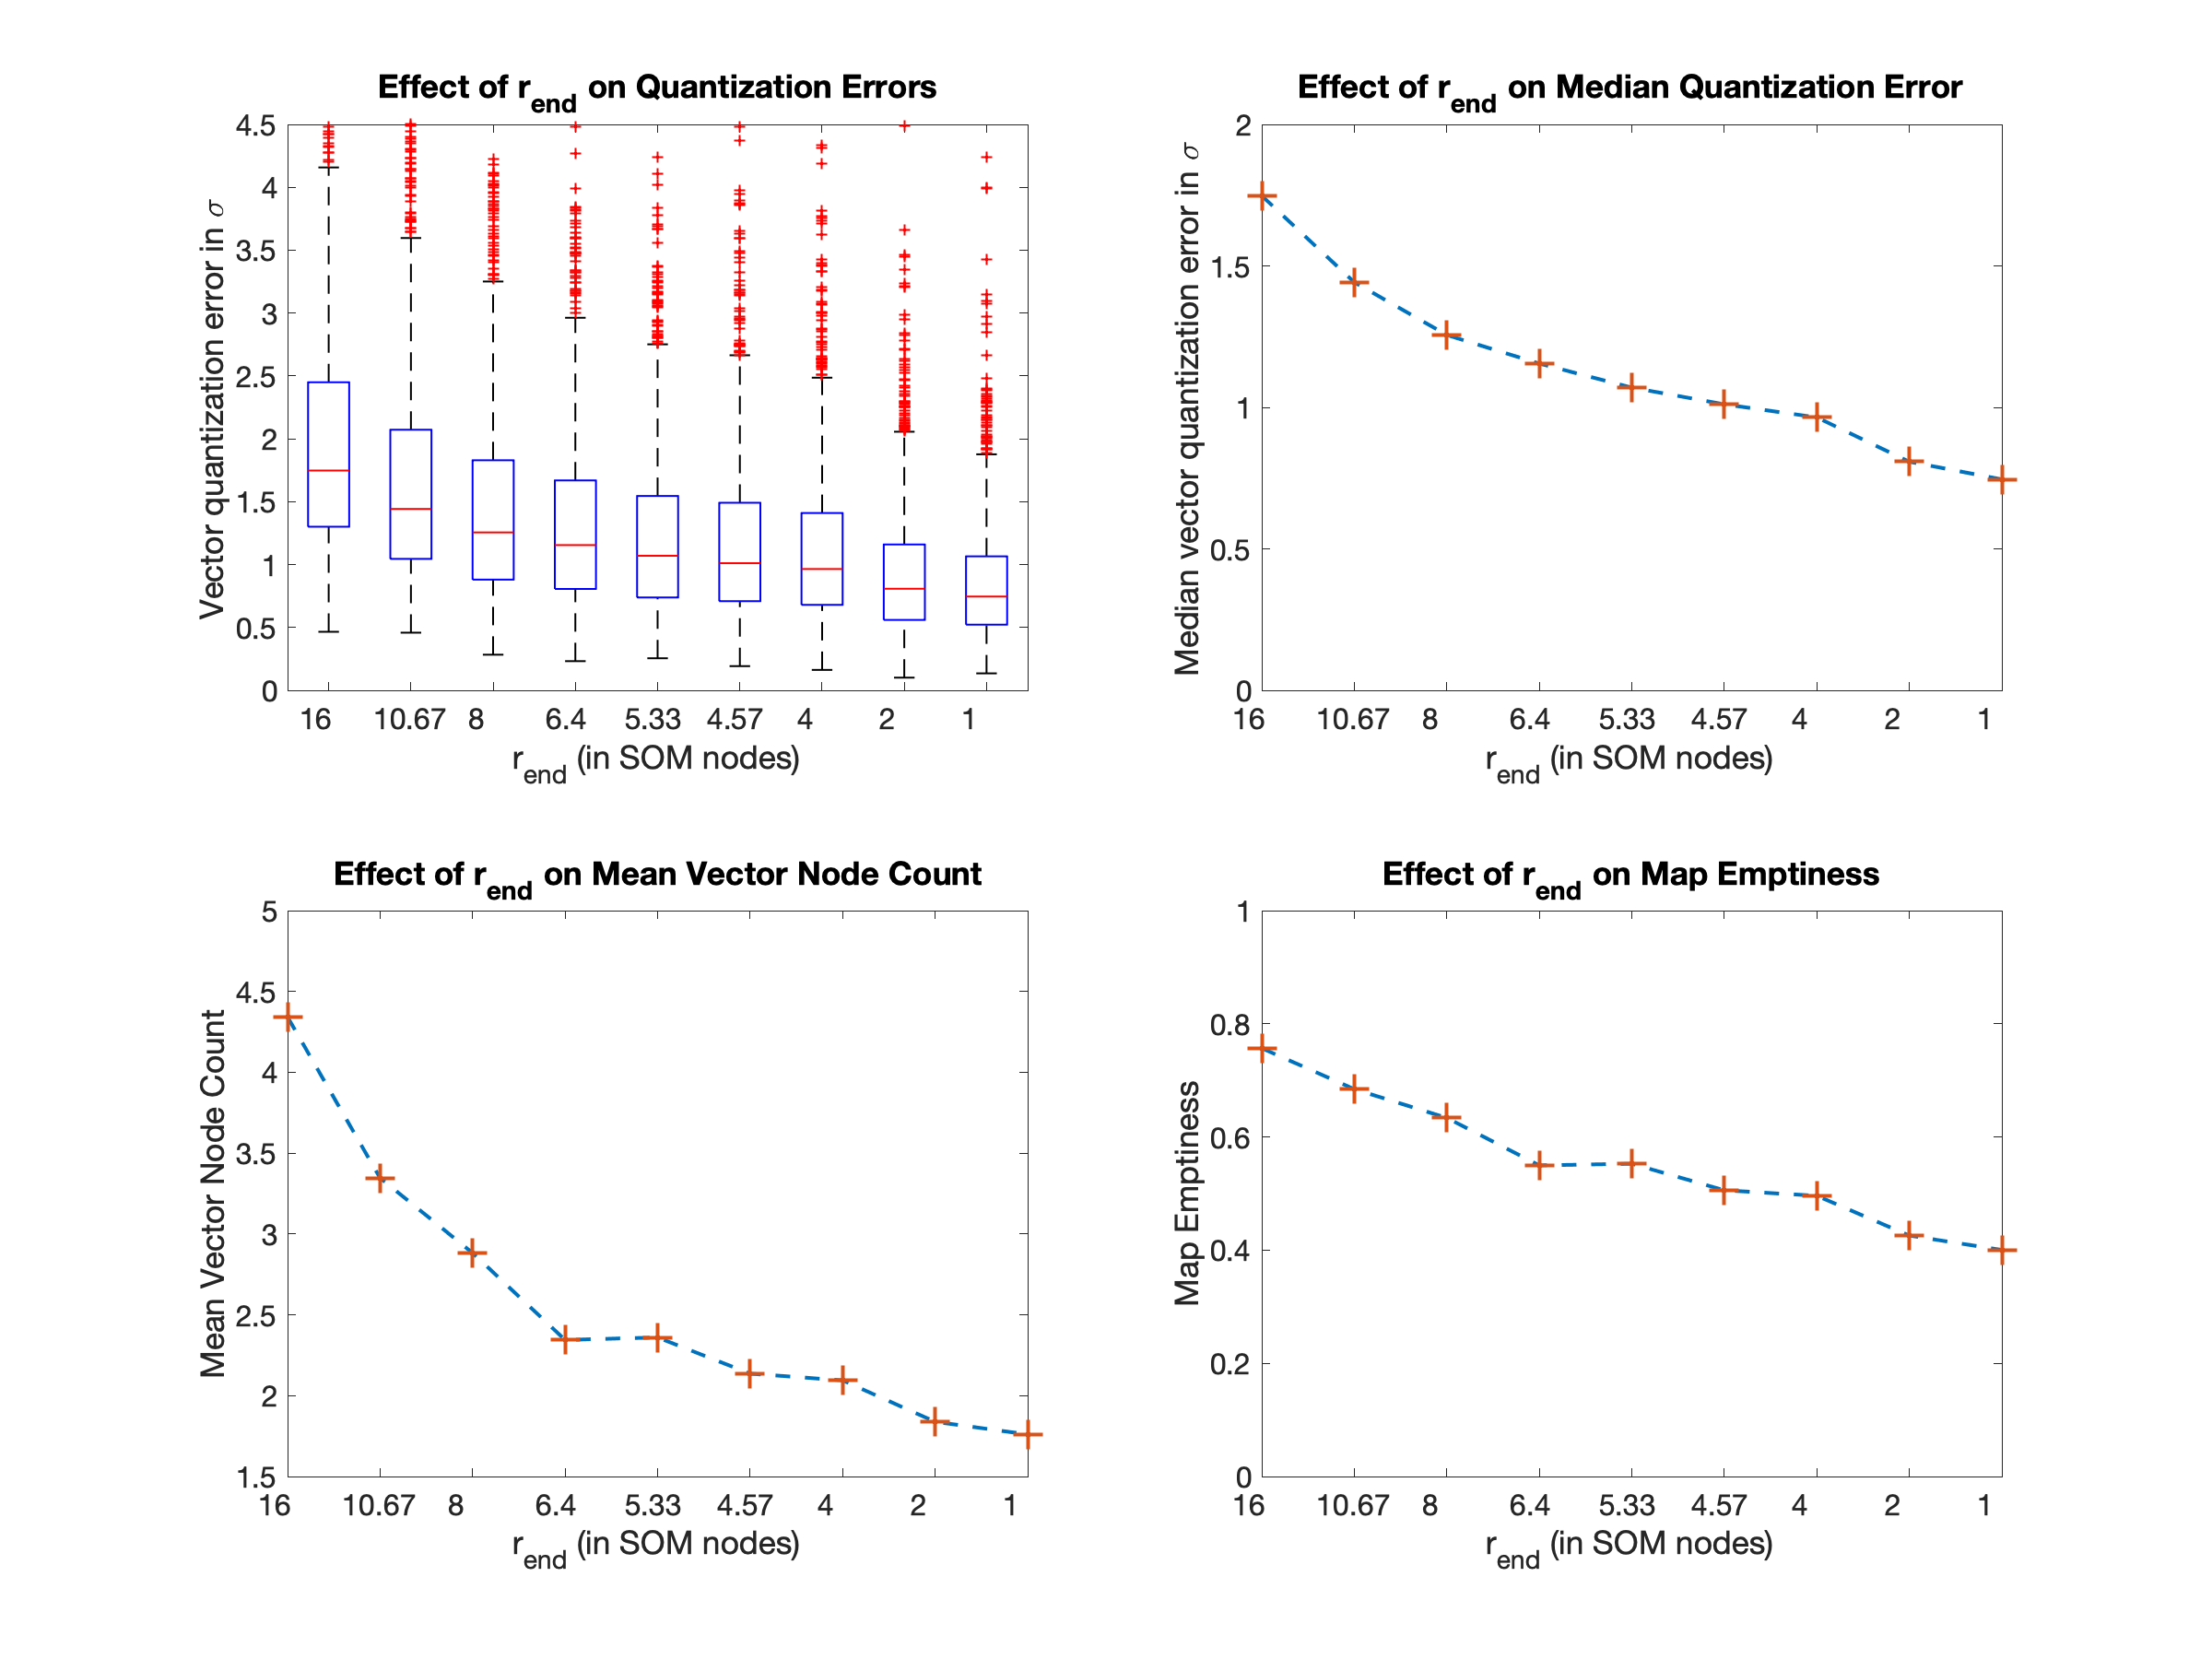 Effect of r_end on Quantization Errors
Vector quantization error in σ
4.5
4
3.5
3
2.5
2
1.5
1
0.5
0
16 10.67 8 6.4 5.33 4.57 4 2 1
r_end (in SOM nodes)
Effect of r_end on Median Quantization Error
Median vector quantization error in σ
2
1.5
1
0.5
0
16 10.67 8 6.4 5.33 4.57 4 2 1
r_end (in SOM nodes)
Effect of r_end on Mean Vector Node Count
Mean Vector Node Count
5
4.5
4
3.5
3
2.5
2
1.5
16 10.67 8 6.4 5.33 4.57 4 2 1
r_end (in SOM nodes)
Effect of r_end on Map Emptiness
Map Emptiness
1
0.8
0.6
0.4
0.2
0
16 10.67 8 6.4 5.33 4.57 4 2 1
r_end (in SOM nodes)